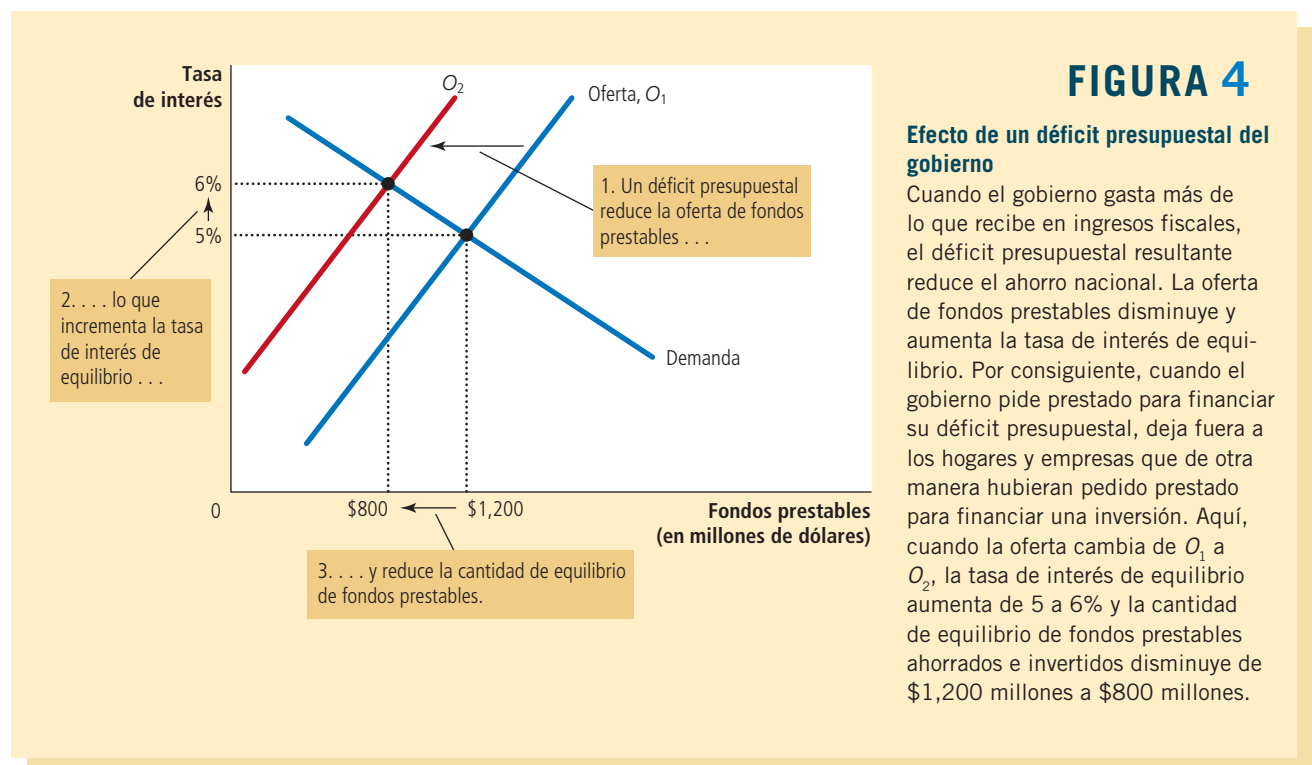 Tasa
de interés
O₂
Oferta, O₁
1. Un déficit presupuestal
reduce la oferta de fondos
prestables . . .
6%
5%
2. . . . lo que
incrementa la tasa
de interés de
equilibrio . . .
Demanda
0
$800
$1,200
Fondos prestables
(en millones de dólares)
3. . . . y reduce la cantidad de equilibrio
de fondos prestables.
FIGURA 4
Efecto de un déficit presupuestal del
gobierno
Cuando el gobierno gasta más de
lo que recibe en ingresos fiscales,
el déficit presupuestal resultante
reduce el ahorro nacional. La oferta
de fondos prestables disminuye y
aumenta la tasa de interés de equi-
librio. Por consiguiente, cuando el
gobierno pide prestado para financiar
su déficit presupuestal, deja fuera a
los hogares y empresas que de otra
manera hubieran pedido prestado
para financiar una inversión. Aquí,
cuando la oferta cambia de O₁ a
O₂, la tasa de interés de equilibrio
aumenta de 5 a 6% y la cantidad
de equilibrio de fondos prestables
ahorrados e invertidos disminuye de
$1,200 millones a $800 millones.